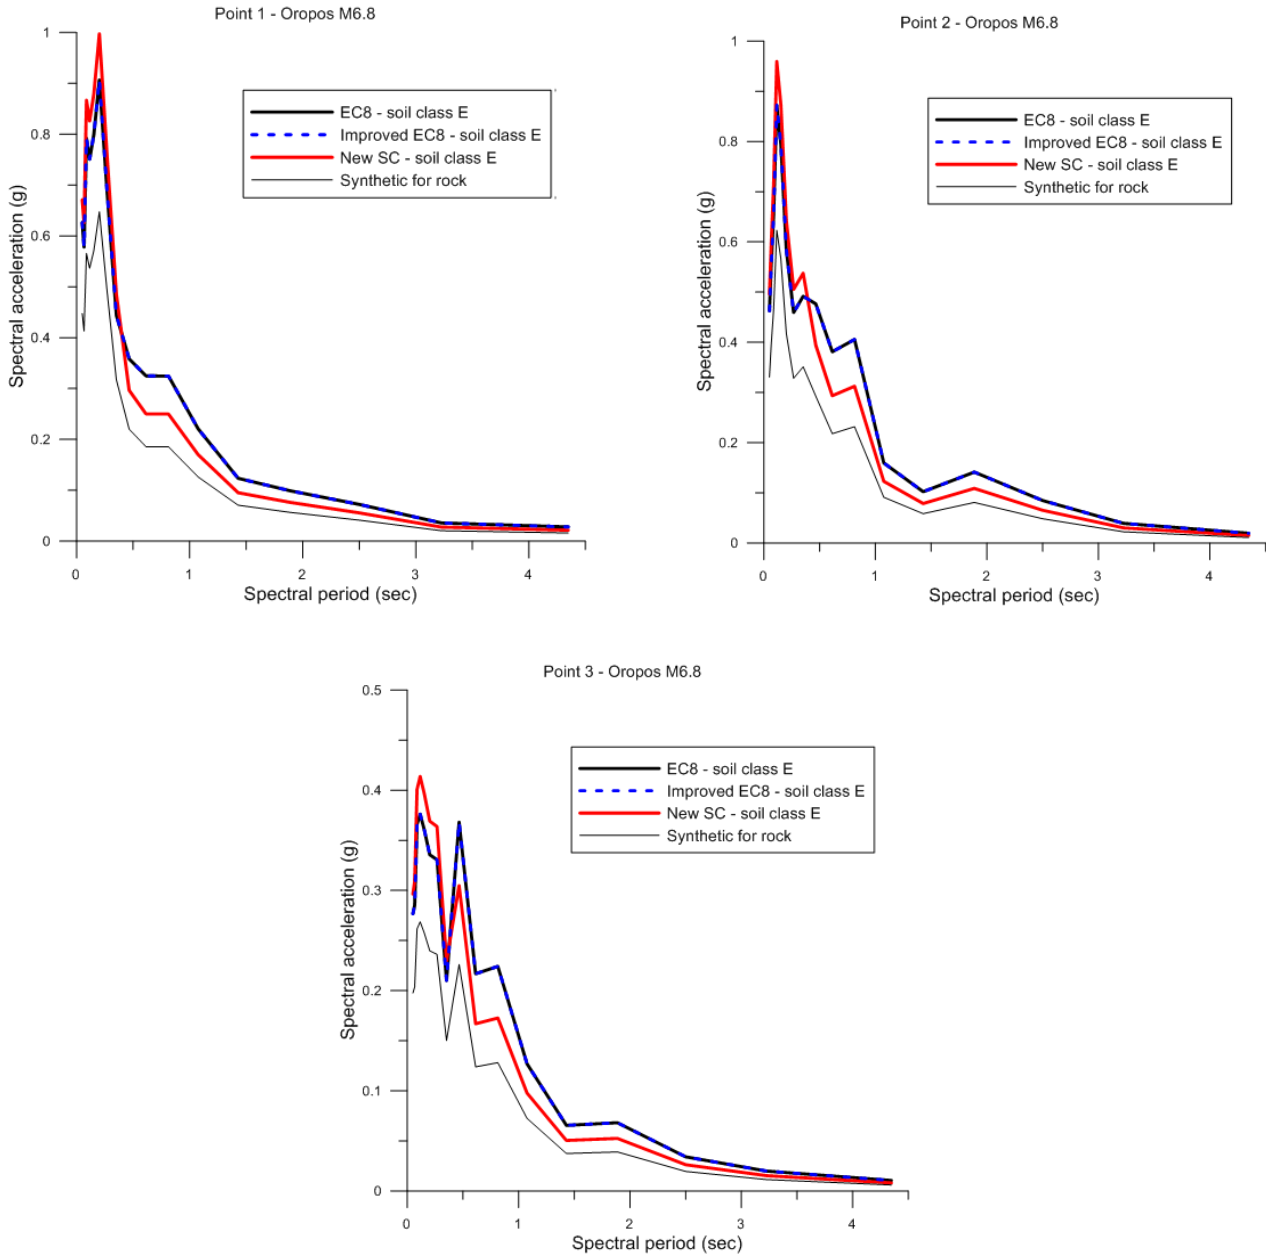 Point 1 - Oropos M6.8
1
0.8
0.6
0.4
0.2
0
Spectral acceleration (g)
EC8 - soil class E
Improved EC8 - soil class E
New SC - soil class E
Synthetic for rock
0 1 2 3 4
Spectral period (sec)
Point 2 - Oropos M6.8
1
0.8
0.6
0.4
0.2
0
Spectral acceleration (g)
EC8 - soil class E
Improved EC8 - soil class E
New SC - soil class E
Synthetic for rock
0 1 2 3 4
Spectral period (sec)
Point 3 - Oropos M6.8
0.5
0.4
0.3
0.2
0.1
0
Spectral acceleration (g)
EC8 - soil class E
Improved EC8 - soil class E
New SC - soil class E
Synthetic for rock
0 1 2 3 4
Spectral period (sec)